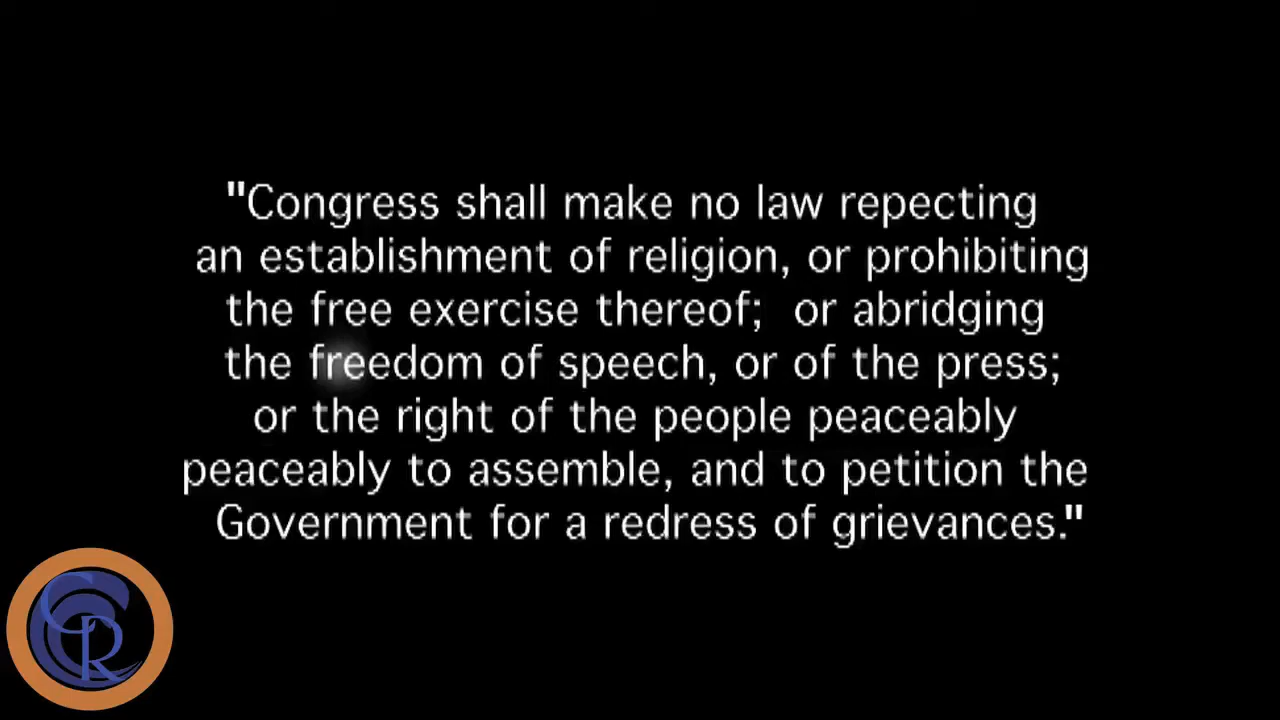 "Congress shall make no law repecting
an establishment of religion, or prohibiting
the free exercise thereof; or abridging
the freedom of speech, or of the press;
or the right of the people peaceably
peaceably to assemble, and to petition the
Government for a redress of grievances."
CR